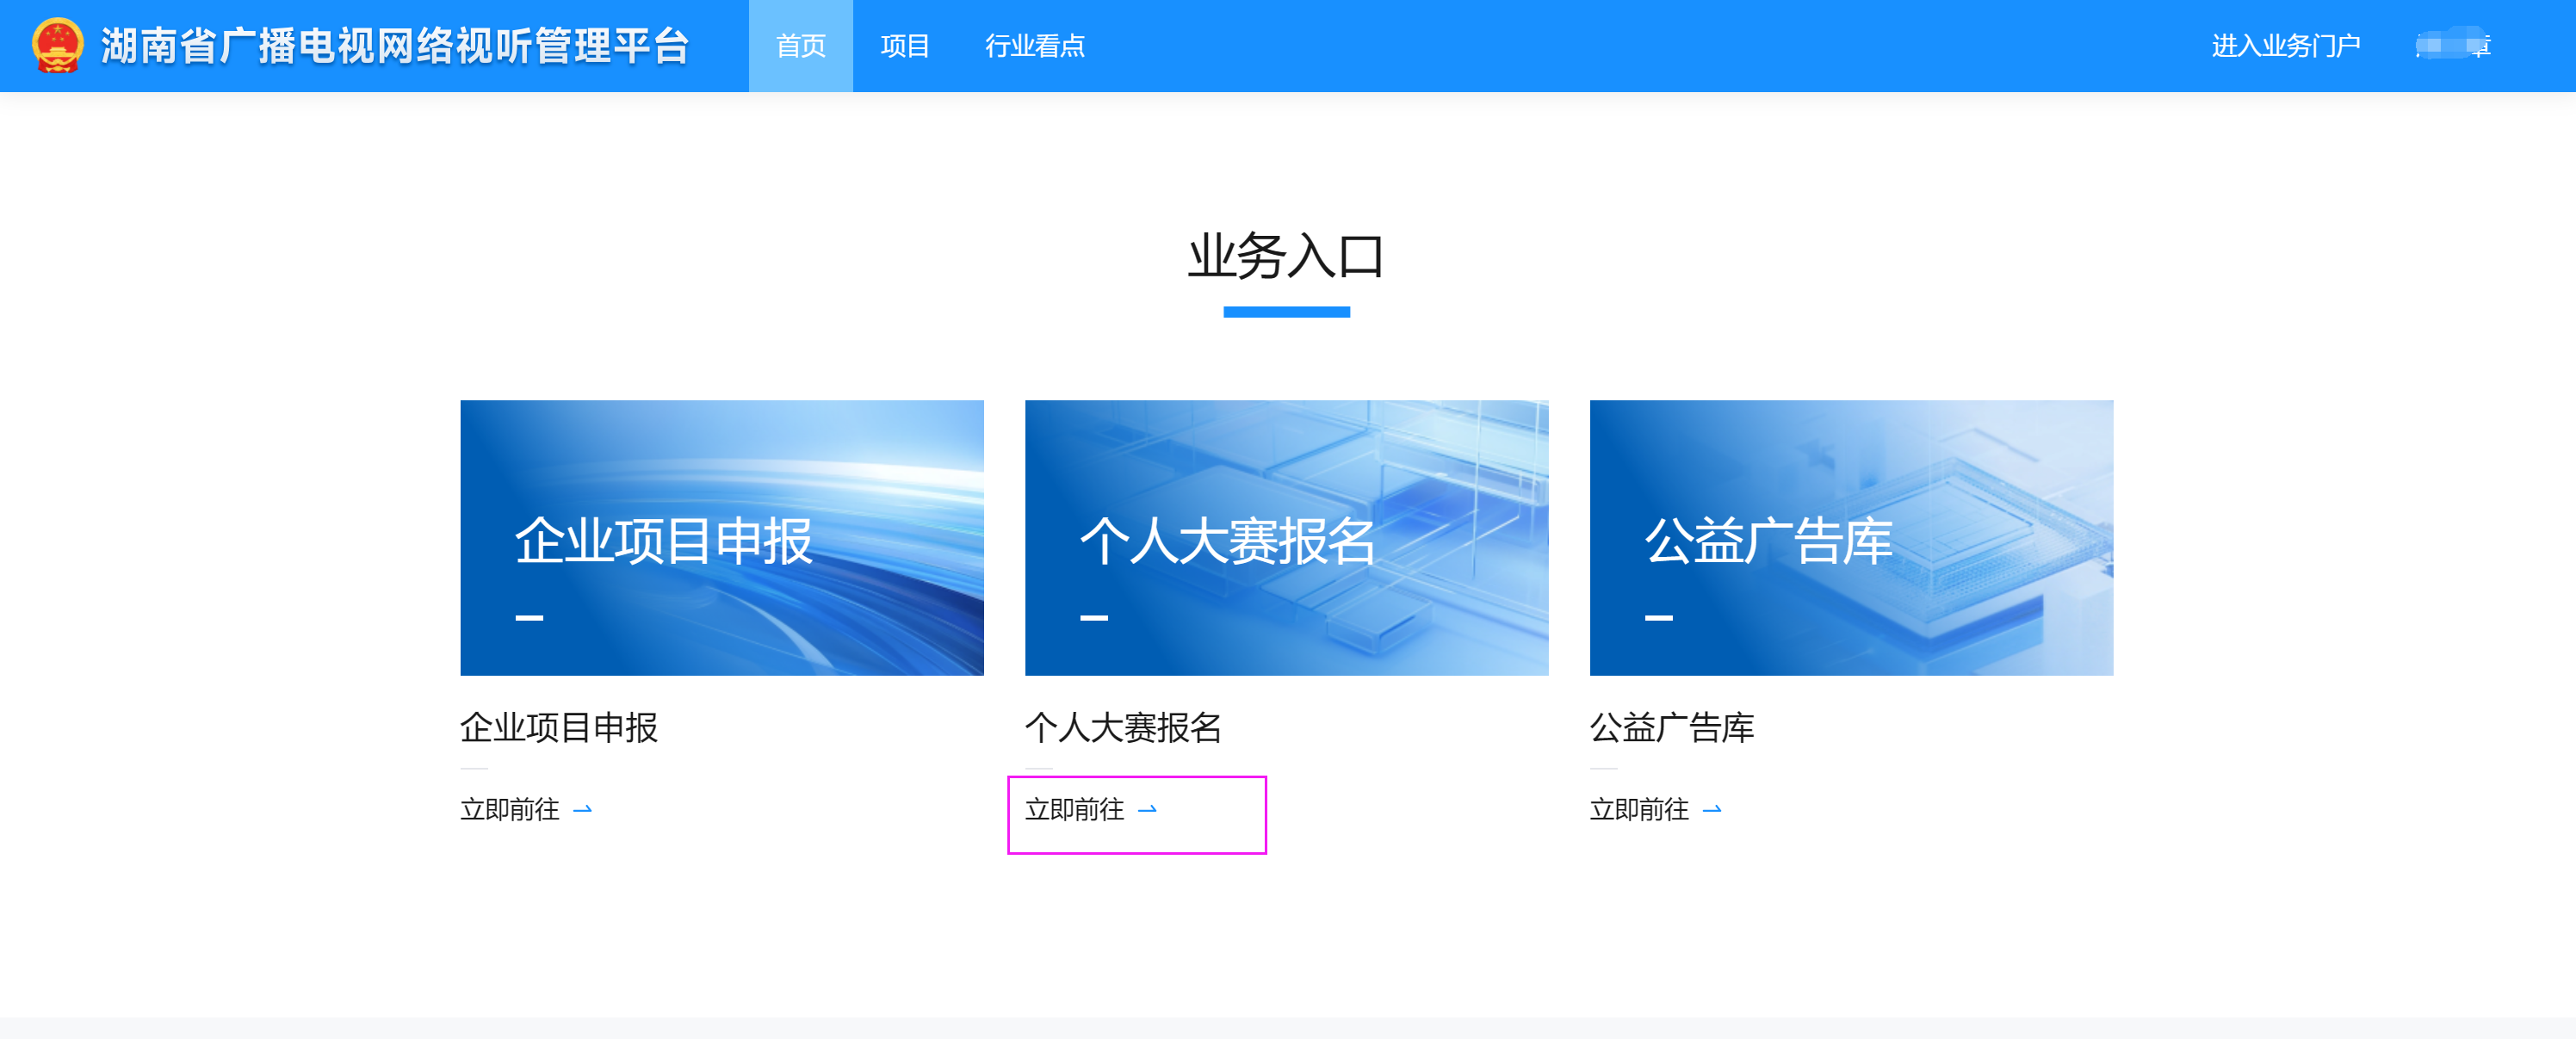 湖南省广播电视网络视听管理平台
首页
项目
行业看点
进入业务门户
业务入口
企业项目申报
个人大赛报名
公益广告库
企业项目申报
个人大赛报名
公益广告库
立即前往
立即前往
立即前往